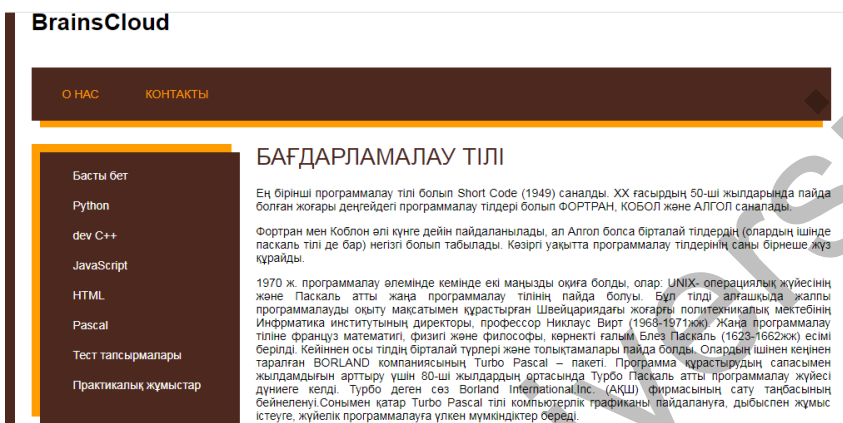 BrainsCloud
О НАС КОНТАКТЫ
Басты бет
Python
dev C++
JavaScript
HTML
Pascal
Тест тапсырмалары
Практикалық жұмыстар
БАҒДАРЛАМАЛАУ ТІЛІ
Ең бірінші программалау тілі болып Short Code (1949) саналды. XX ғасырдың 50-ші жылдарында пайда
болған жоғары деңгейдегі программалау тілдері болып ФОРТРАН, КОБОЛ және АЛГОЛ саналады.
Фортран мен Коблон әлі күнге дейін пайдаланылады, ал Алгол болса бірталай тілдердің (олардың ішінде
паскаль тілі де бар) негізгі болып табылады. Көзіргі уақытта программалау тілдерінің саны бірнеше жүз
құрайды.
1970 ж. программалау әлемінде кемінде екі маңызды оқиға болды, олар: UNIX- операциялық жүйесінің
және Паскаль атты жаңа программалау тілінің пайда болуы. Бұл тілді алғашқыда жалпы
программалауды оқыту мақсатымен құрастырған Швейцариядағы жоғарғы политехникалық мектебінің
Инфрматика институтының директоры, профессор Никлаус Вирт (1968-1971жж) Жаңа программалау
тіліне француз математигі, физигі және философы, көрнекті ғалым Блез Паскаль (1623-1662жж) есімі
берілді. Кейіннен осы тілдің бірталай түрлері және толықтамалары пайда болды. Олардың ішінен кеңінен
таралған BORLAND компаниясының Turbo Pascal – пакеті. Программа құрастырудың сапасымен
жылдамдығын арттыру үшін 80-ші жылдардың ортасында Турбо Паскаль атты программалау жүйесі
дүниеге келді. Турбо деген сөз Borland International.Inc. (АҚШ) фирмасының сату таңбасының
бейнеленуі.Сонымен қатар Turbo Pascal тілі компьютерлік графиканы пайдалануға, дыбыспен жұмыс
істеуге, жүйелік программалауға үлкен мүмкіндіктер береді.